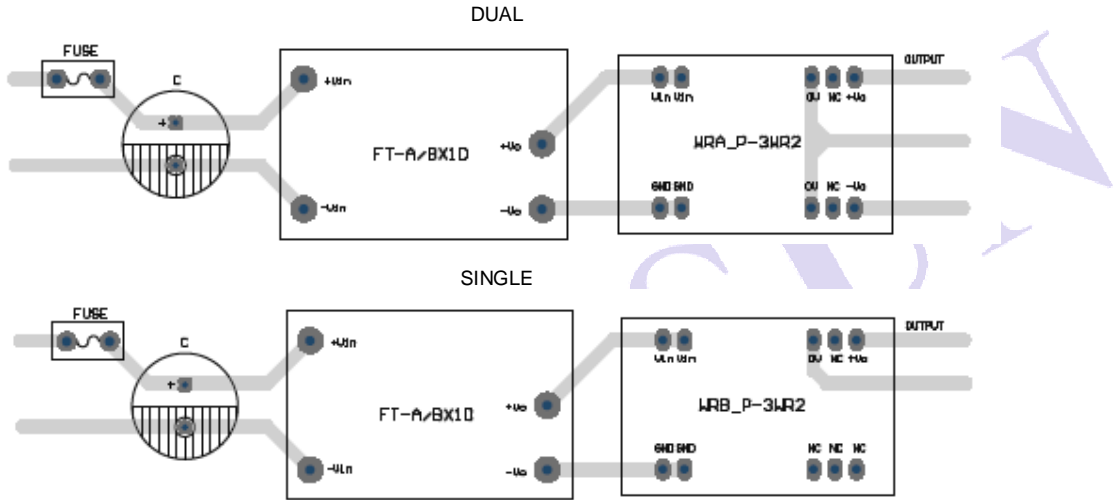 DUAL
FUSE
C
+
+Vin
-Vin
FT-A/BX1D
+Vo
-Vo
Vin Vin
GND GND
WRA_P-3WR2
0V NC +Vo
0V NC -Vo
OUTPUT
SINGLE
FUSE
C
+
+Vin
-Vin
FT-A/BX1D
+Vo
-Vo
Vin Vin
GND GND
WRB_P-3WR2
0V NC +Vo
NC NC NC
OUTPUT